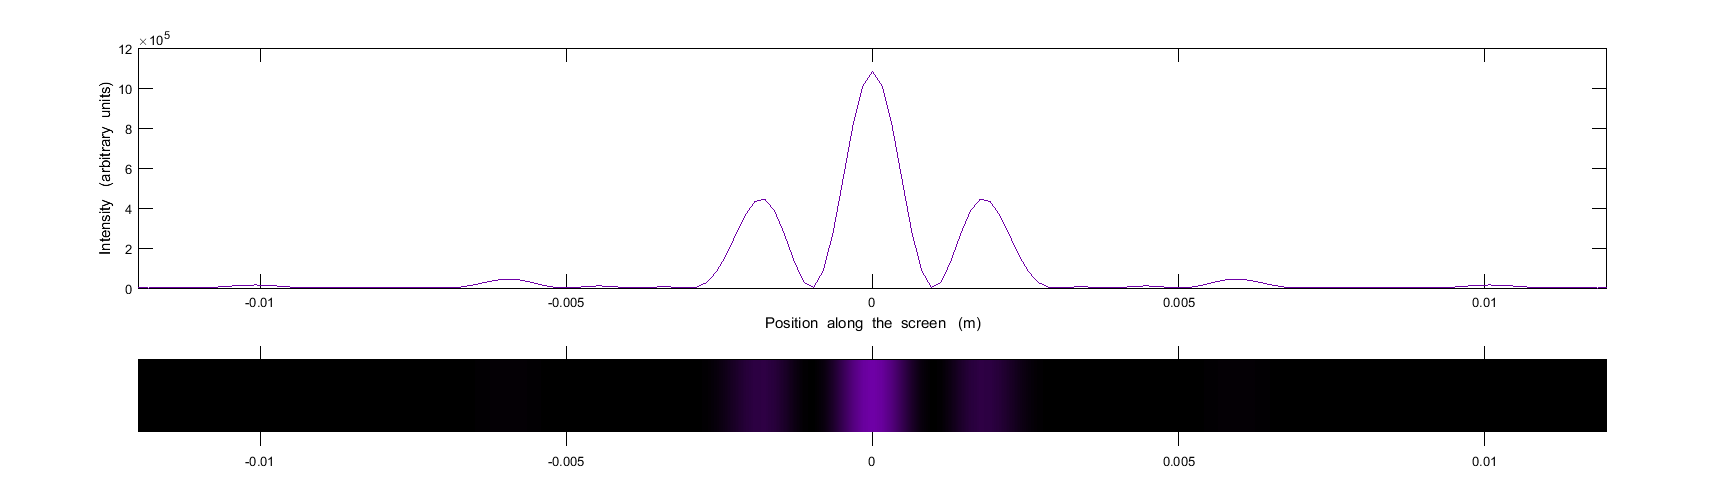 ×10⁵
12
10
8
6
4
2
0
Intensity (arbitrary units)
-0.01 -0.005 0 0.005 0.01
Position along the screen (m)
-0.01 -0.005 0 0.005 0.01